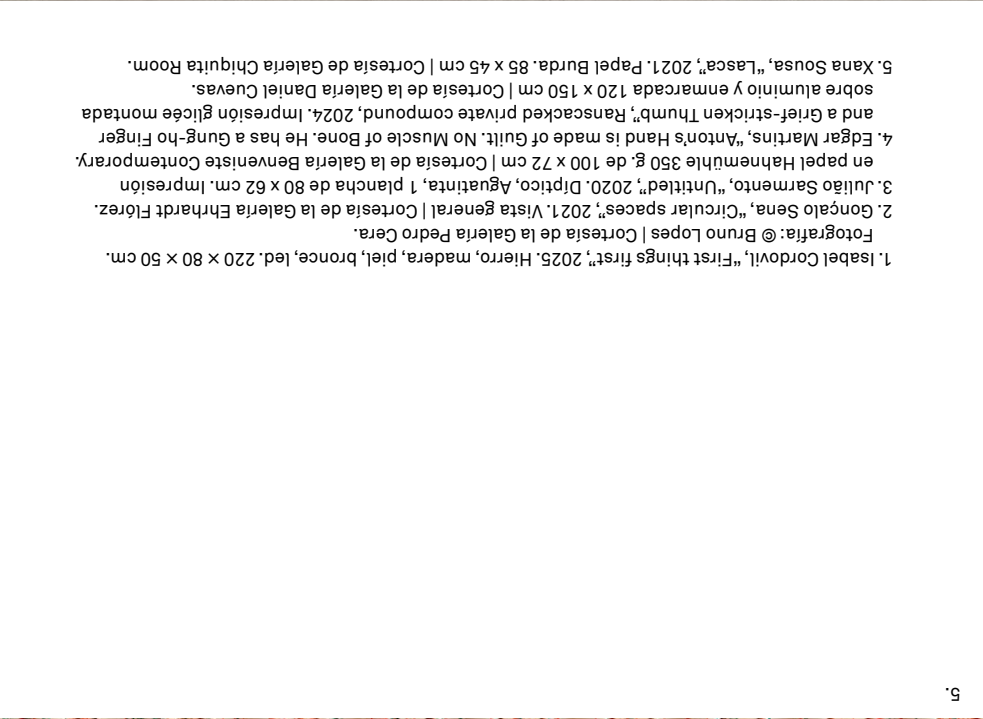 5.
1. Isabel Cordovil, “First things first”, 2025. Hierro, madera, piel, bronce, led. 220 × 80 × 50 cm.
Fotografía: © Bruno Lopes | Cortesía de la Galería Pedro Cera.
2. Gonçalo Sena, “Circular spaces”, 2021. Vista general | Cortesía de la Galería Ehrhardt Flórez.
3. Julião Sarmento, “Untitled”, 2020. Díptico, Aguatinta, 1 plancha de 80 x 62 cm. Impresión
en papel Hahnemühle 350 g. de 100 x 72 cm | Cortesía de la Galería Benveniste Contemporary.
4. Edgar Martins, “Anton’s Hand is made of Guilt. No Muscle of Bone. He has a Gung-ho Finger
and a Grief-stricken Thumb”, Ranscacked private compound, 2024. Impresión glicée montada
sobre aluminio y enmarcada 120 x 150 cm | Cortesía de la Galería Daniel Cuevas.
5. Xana Sousa, “Lasca”, 2021. Papel Burda. 85 x 45 cm | Cortesía de Galería Chiquita Room.